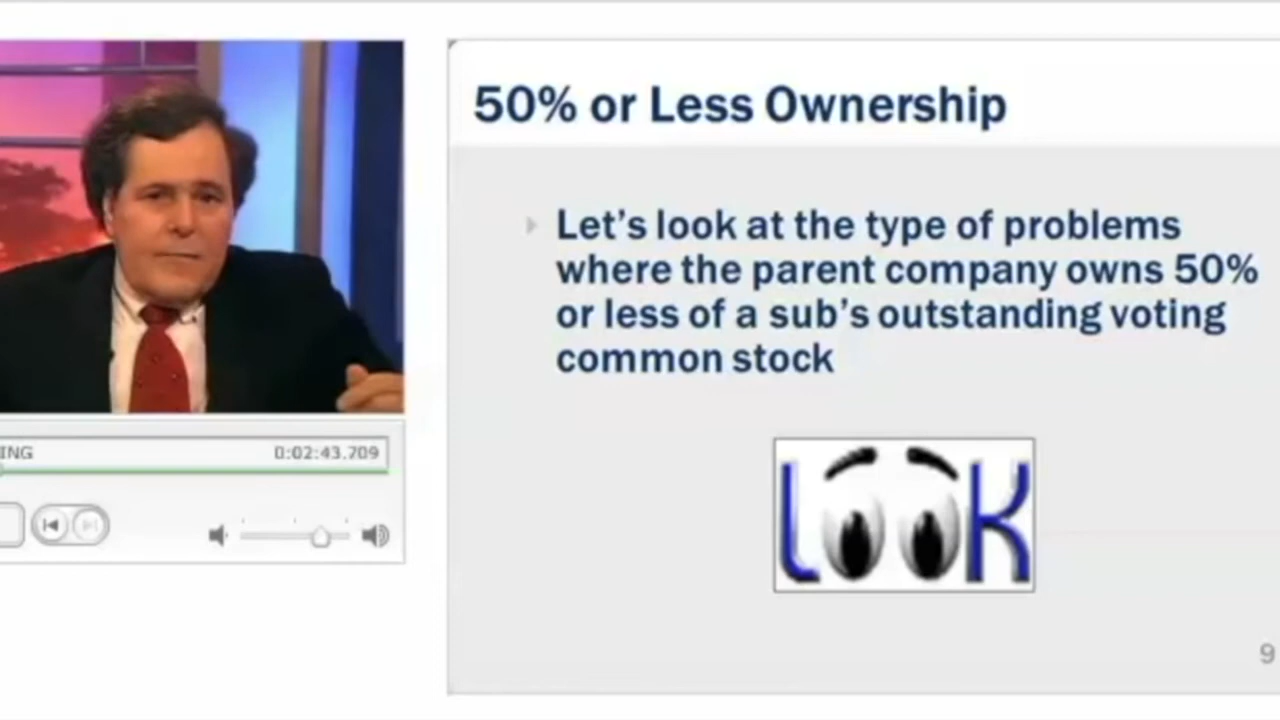 50% or Less Ownership
Let's look at the type of problems
where the parent company owns 50%
or less of a sub's outstanding voting
common stock
look
ING
0:02:43.709
9